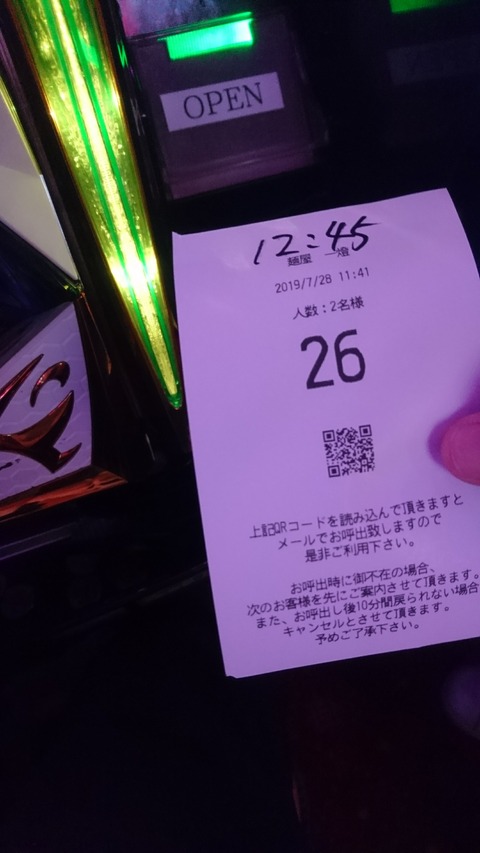 OPEN
12:45
麺屋 一燈
2019/7/28 11:41
人数:2名様
26
上記QRコードを読み込んで頂きますと
メールでお呼出致しますので
是非ご利用下さい。
お呼出時に御不在の場合、
次のお客様を先にご案内させて頂きます。
また、お呼出し後10分間戻られない場合
キャンセルとさせて頂きます。
予めご了承下さい。